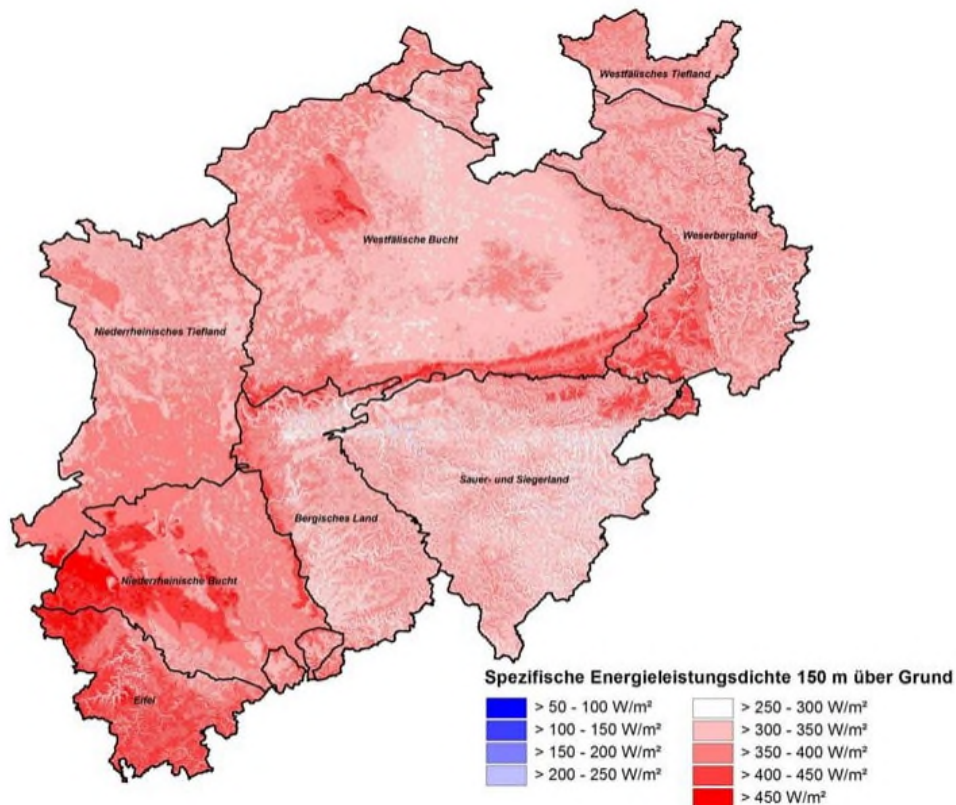 Westfälisches Tiefland
Westfälische Bucht
Weserbergland
Niederrheinisches Tiefland
Sauer- und Siegerland
Bergisches Land
Niederrheinische Bucht
Eifel
Spezifische Energieleistungsdichte 150 m über Grund
> 50 - 100 W/m²
> 100 - 150 W/m²
> 150 - 200 W/m²
> 200 - 250 W/m²
> 250 - 300 W/m²
> 300 - 350 W/m²
> 350 - 400 W/m²
> 400 - 450 W/m²
> 450 W/m²